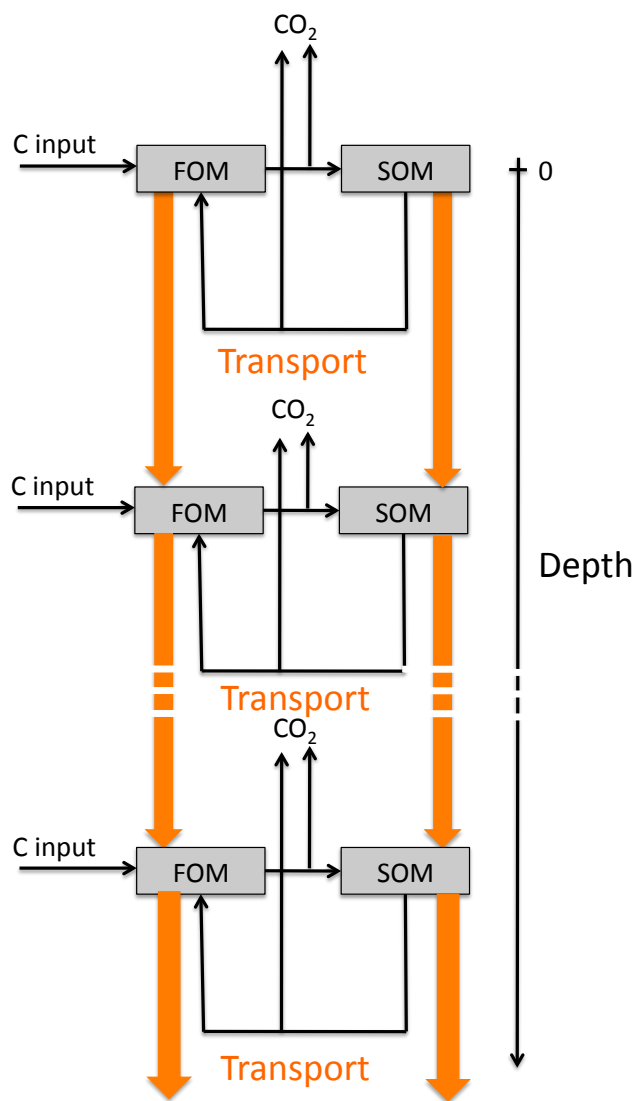 CO₂
C input
FOM
SOM
0
Transport
CO₂
C input
FOM
SOM
Depth
Transport
CO₂
C input
FOM
SOM
Transport